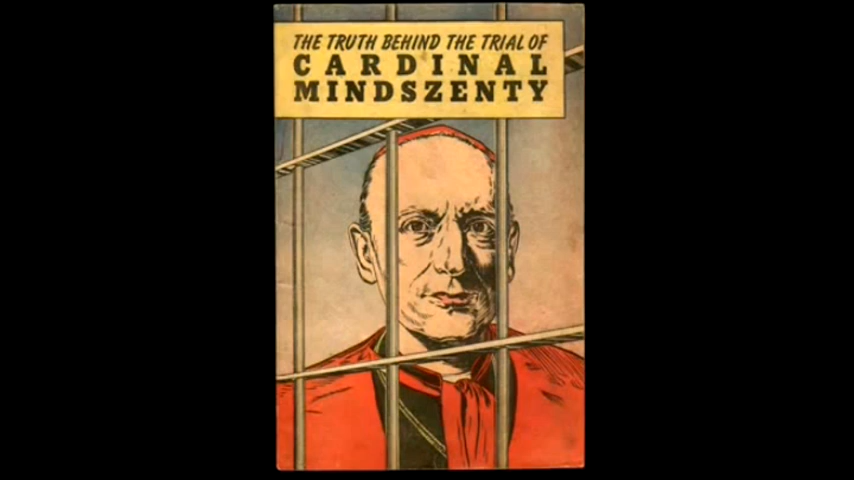 THE TRUTH BEHIND THE TRIAL OF
CARDINAL
MINDSZENTY